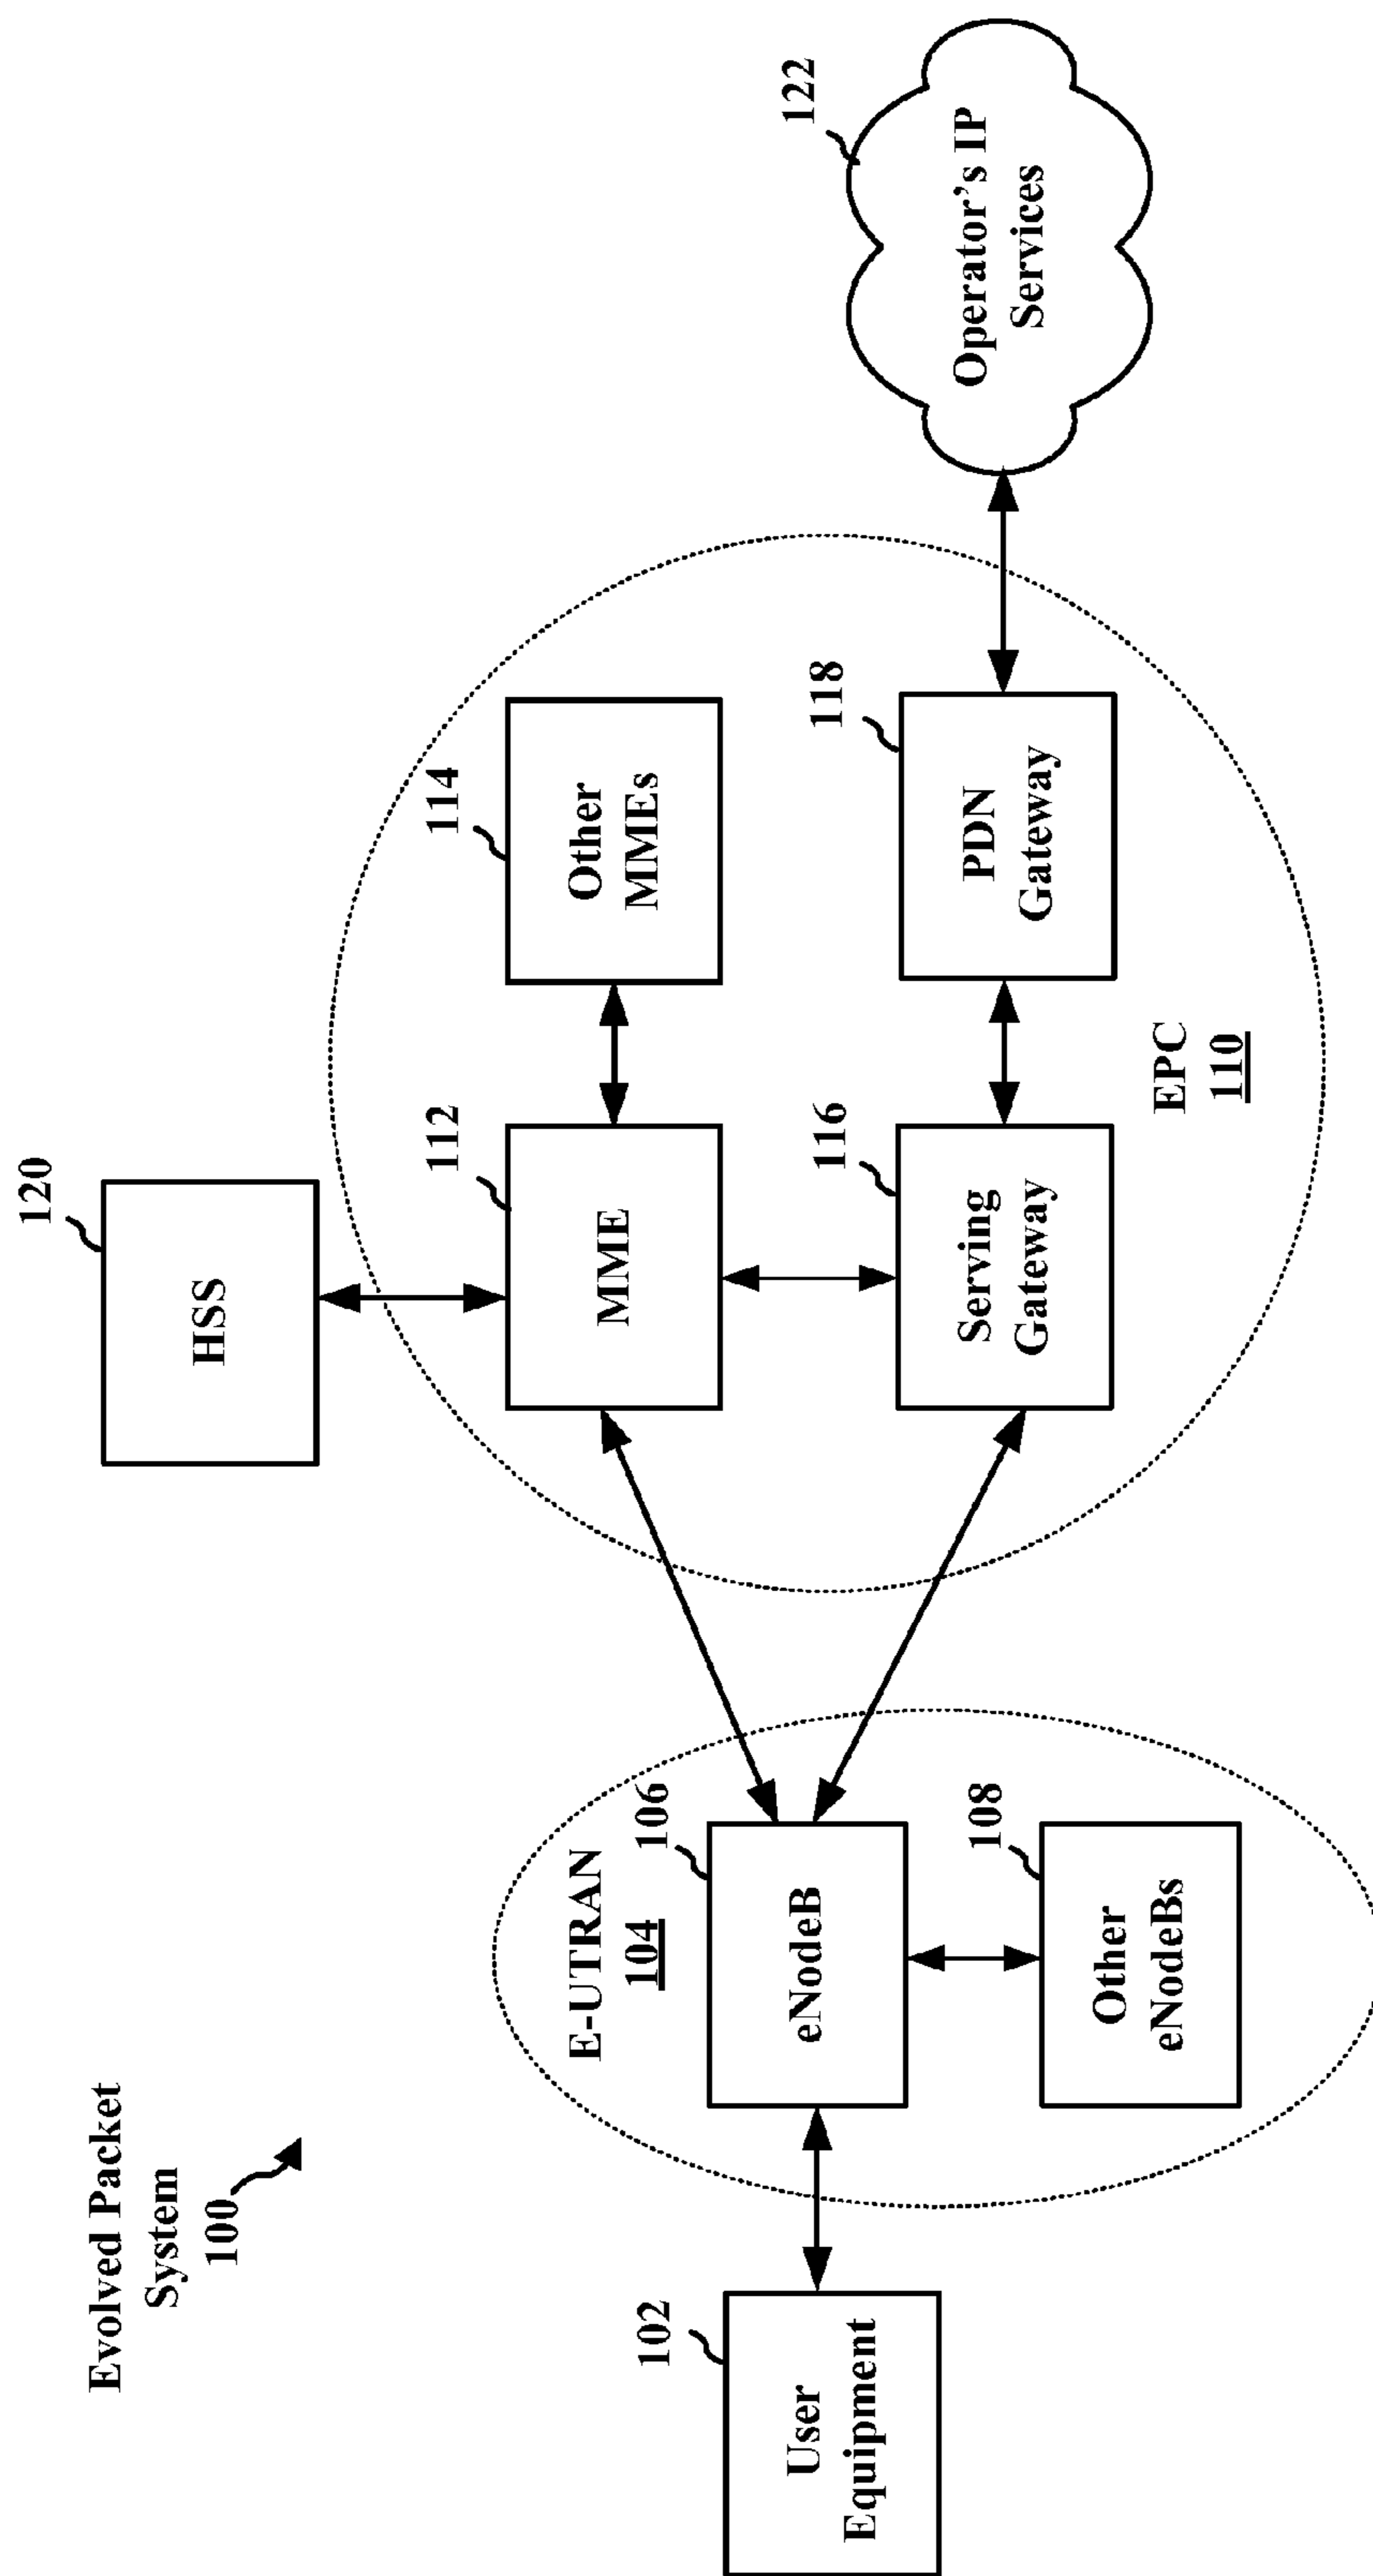 Evolved Packet
System
100
102
User
Equipment
E-UTRAN
104
106
eNodeB
108
Other
eNodeBs
120
HSS
112
MME
114
Other
MMEs
116
Serving
Gateway
118
PDN
Gateway
EPC
110
122
Operator’s IP
Services